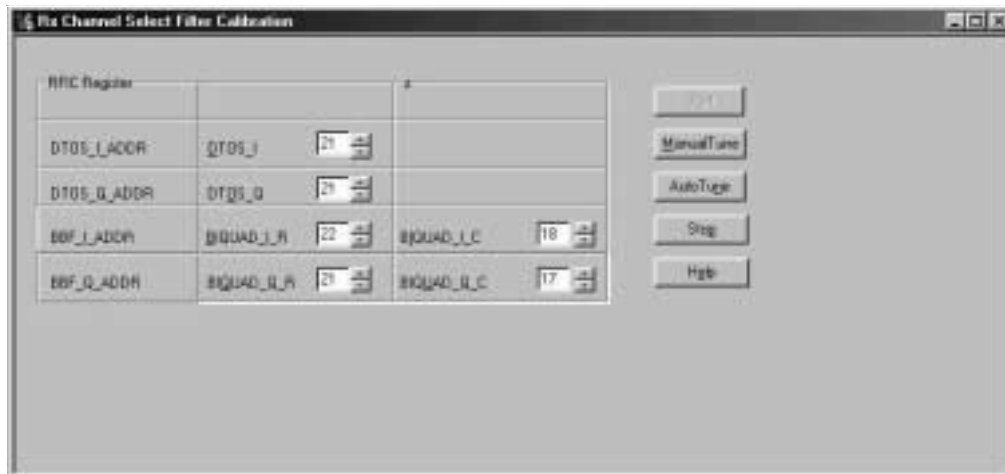 Rx Channel Select Filter Calibration
RFIC Register
DTOS_I_ADDR DTOS_I 21
DTOS_Q_ADDR DTOS_Q 21
BBF_I_ADDR BIQUAD_I_R 22 BIQUAD_I_C 18
BBF_Q_ADDR BIQUAD_Q_R 21 BIQUAD_Q_C 17
ManualTune
AutoTune
Stop
Help